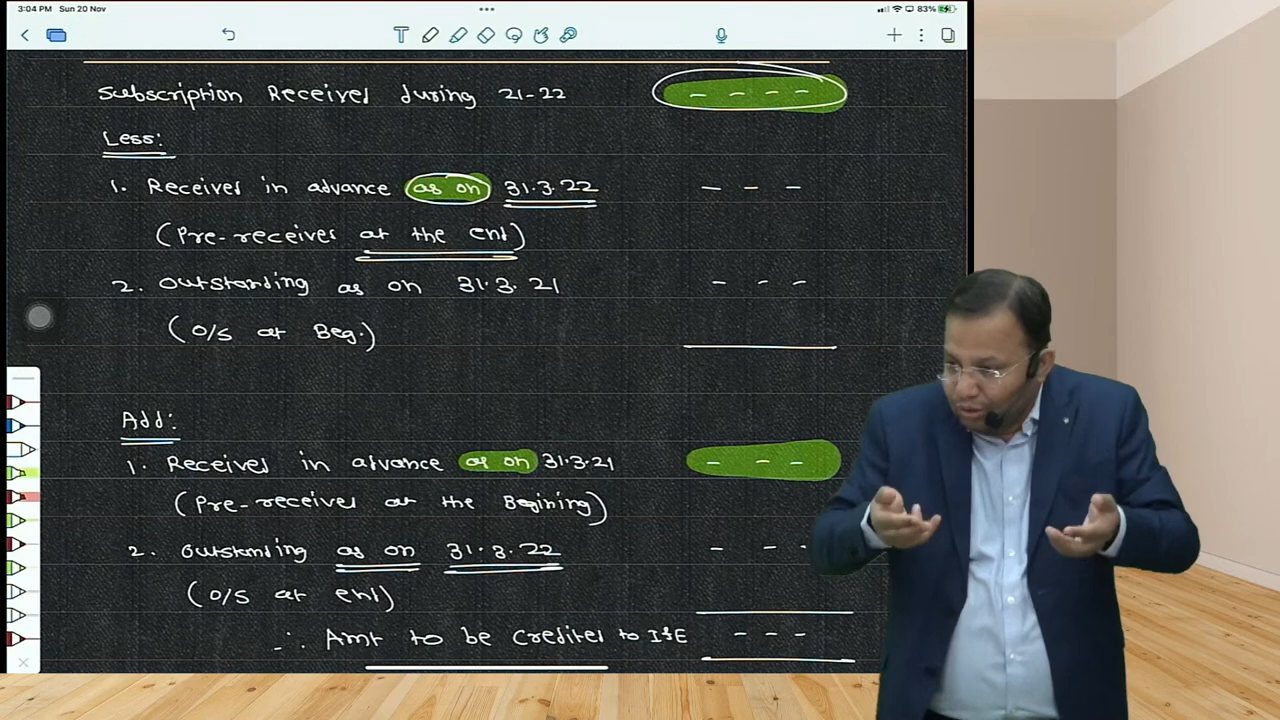 3:04 PM Sun 20 Nov
83%
Subscription Received during 21-22 - - - -
Less:
1. Received in advance as on 31.3.22 - - -
(Pre-received at the end)
2. Outstanding as on 31.3.21 - - -
(O/S at Beg.)
Add:
1. Received in advance as on 31.3.21 - - -
(Pre-received at the Begining)
2. Outstanding as on 31.3.22 - - -
(O/S at end)
∴ Amt to be credited to I&E - - -